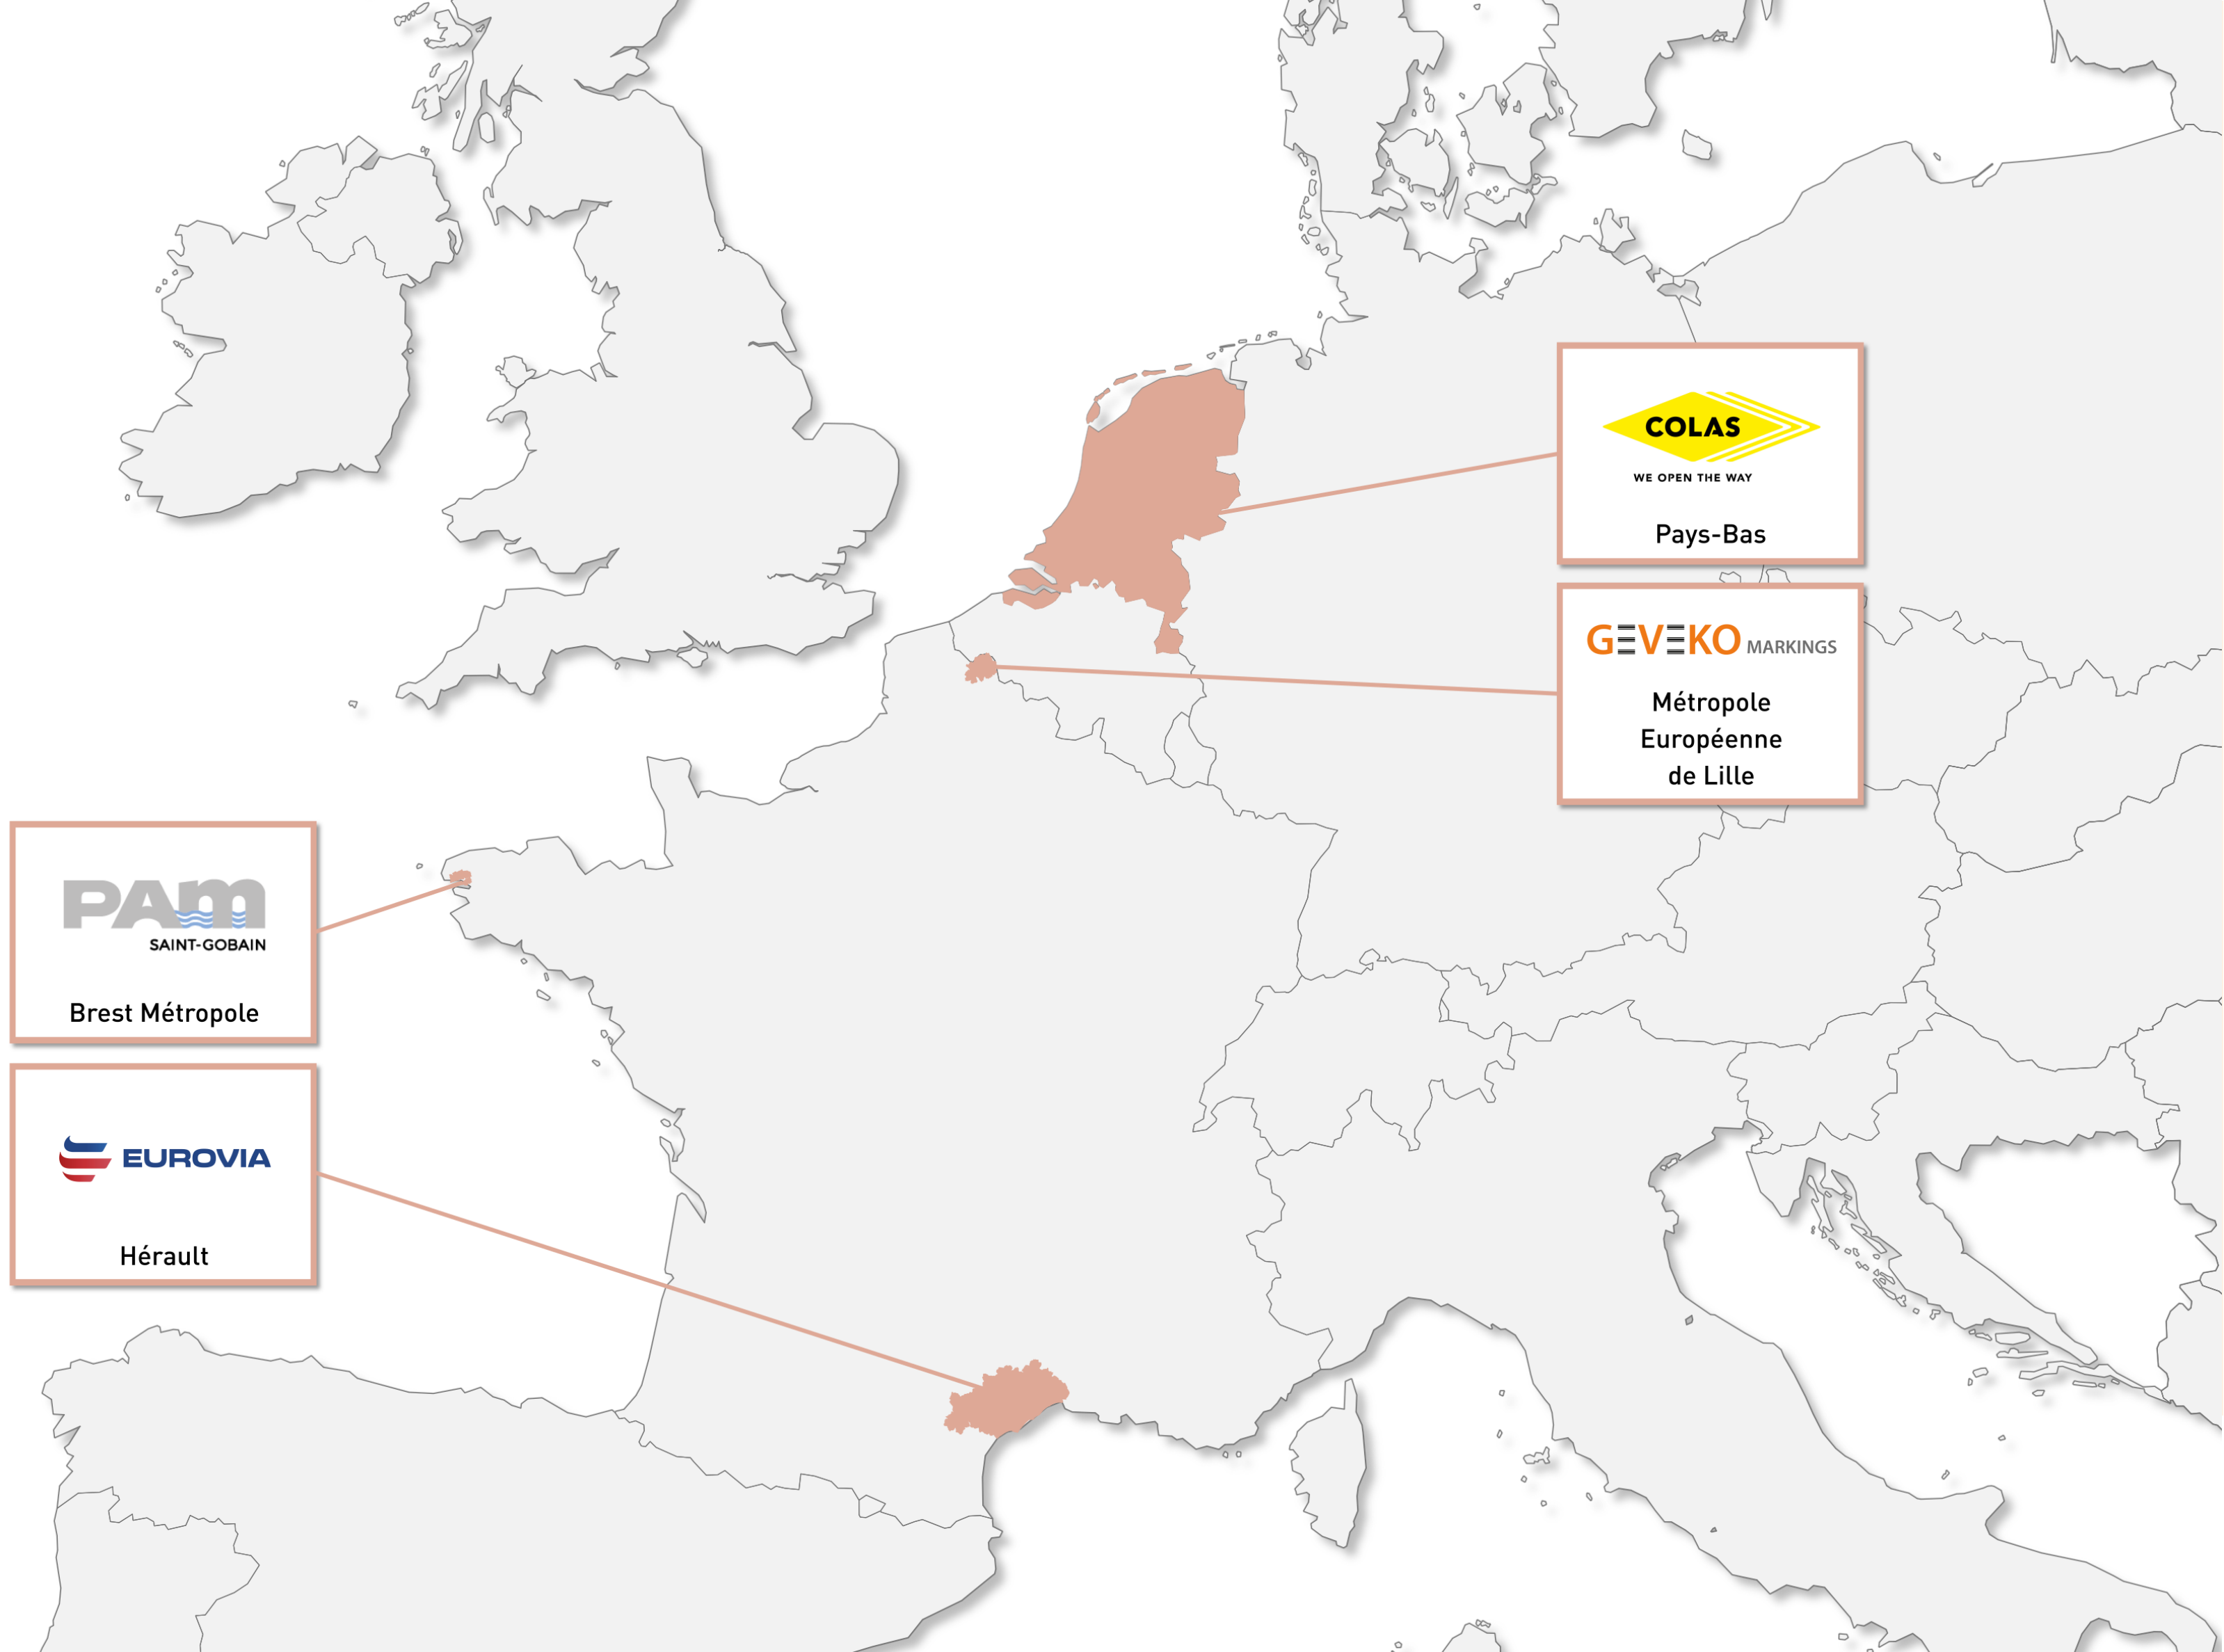 COLAS
WE OPEN THE WAY
Pays-Bas
GEVEKO MARKINGS
Métropole
Européenne
de Lille
PAM
SAINT-GOBAIN
Brest Métropole
EUROVIA
Hérault